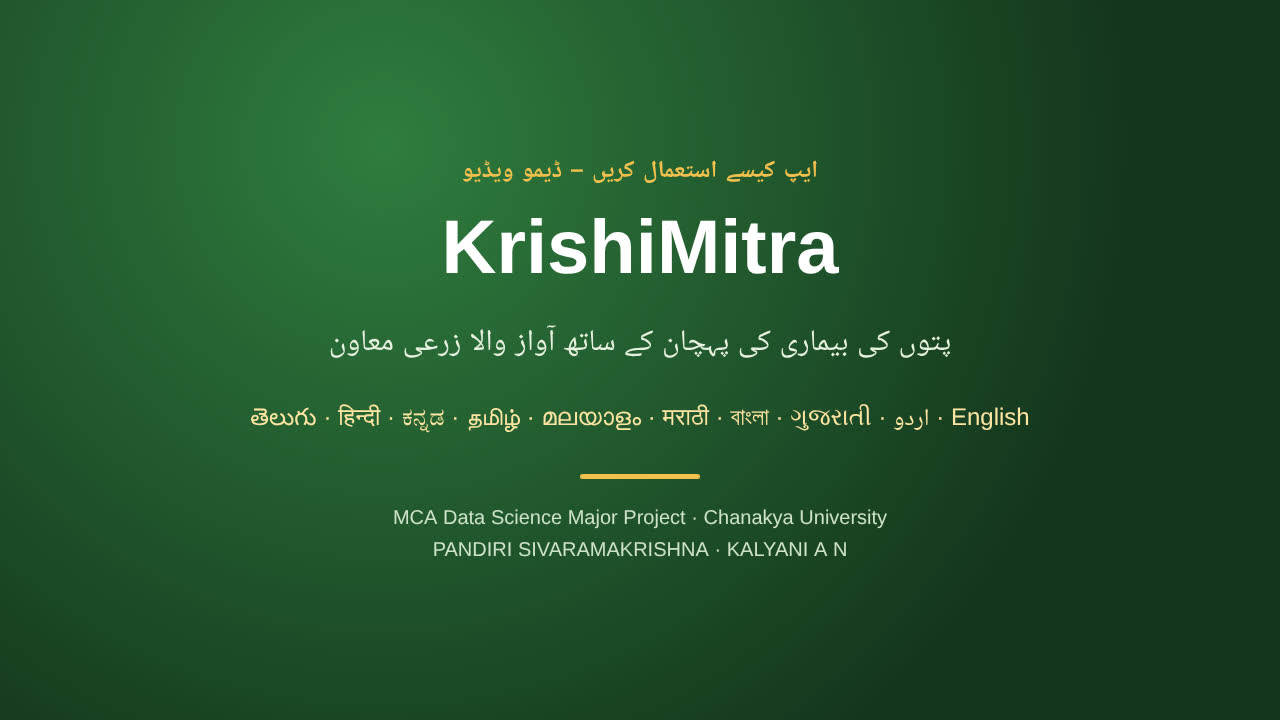 ایپ کیسے استعمال کریں – ڈیمو ویڈیو
KrishiMitra
پتوں کی بیماری کی پہچان کے ساتھ آواز والا زرعی معاون
తెలుగు · हिन्दी · ಕನ್ನಡ · தமிழ் · മലയാളം · मराठी · বাংলা · ગુજરાતી · اردو · English
MCA Data Science Major Project · Chanakya University
PANDIRI SIVARAMAKRISHNA · KALYANI A N